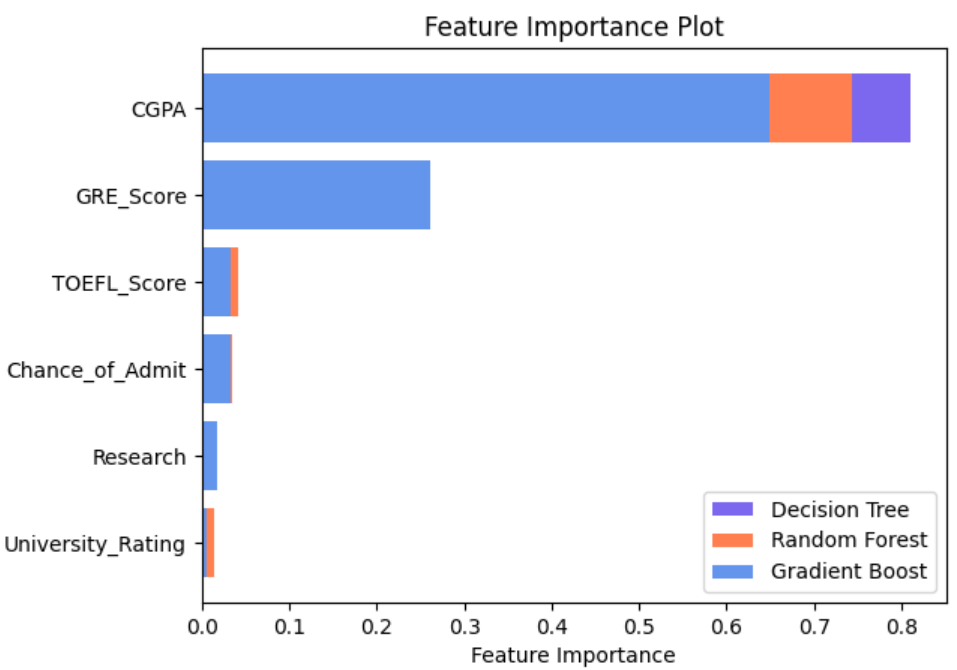 Feature Importance Plot
CGPA
GRE_Score
TOEFL_Score
Chance_of_Admit
Research
University_Rating
Decision Tree
Random Forest
Gradient Boost
0.0 0.1 0.2 0.3 0.4 0.5 0.6 0.7 0.8
Feature Importance